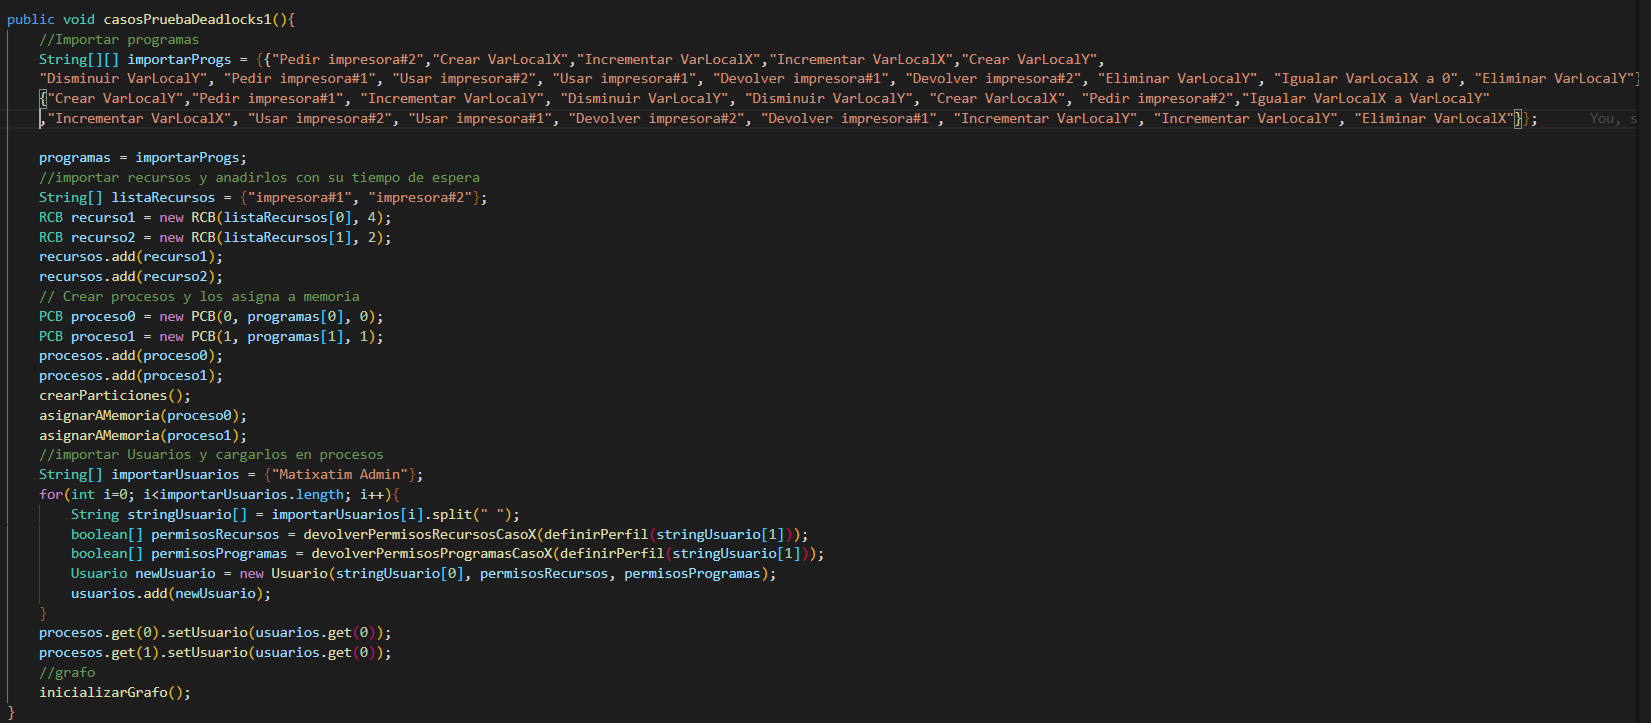 public void casosPruebaDeadlocks1(){
//Importar programas
String[][] importarProgs = {{"Pedir impresora#2","Crear VarLocalX","Incrementar VarLocalX","Incrementar VarLocalX","Crear VarLocalY",
"Disminuir VarLocalY", "Pedir impresora#1", "Usar impresora#2", "Usar impresora#1", "Devolver impresora#1", "Devolver impresora#2", "Eliminar VarLocalY", "Igualar VarLocalX a 0", "Eliminar VarLocalY"}
{"Crear VarLocalY","Pedir impresora#1", "Incrementar VarLocalY", "Disminuir VarLocalY", "Disminuir VarLocalY", "Crear VarLocalX", "Pedir impresora#2","Igualar VarLocalX a VarLocalY"
,"Incrementar VarLocalX", "Usar impresora#2", "Usar impresora#1", "Devolver impresora#2", "Devolver impresora#1", "Incrementar VarLocalY", "Incrementar VarLocalY", "Eliminar VarLocalX"}}; You, s
programas = importarProgs;
//importar recursos y anadirlos con su tiempo de espera
String[] listaRecursos = {"impresora#1", "impresora#2"};
RCB recurso1 = new RCB(listaRecursos[0], 4);
RCB recurso2 = new RCB(listaRecursos[1], 2);
recursos.add(recurso1);
recursos.add(recurso2);
// Crear procesos y los asigna a memoria
PCB proceso0 = new PCB(0, programas[0], 0);
PCB proceso1 = new PCB(1, programas[1], 1);
procesos.add(proceso0);
procesos.add(proceso1);
crearParticiones();
asignarAMemoria(proceso0);
asignarAMemoria(proceso1);
//importar Usuarios y cargarlos en procesos
String[] importarUsuarios = {"Matixatim Admin"};
for(int i=0; i<importarUsuarios.length; i++){
String stringUsuario[] = importarUsuarios[i].split(" ");
boolean[] permisosRecursos = devolverPermisosRecursosCasoX(definirPerfil(stringUsuario[1]));
boolean[] permisosProgramas = devolverPermisosProgramasCasoX(definirPerfil(stringUsuario[1]));
Usuario newUsuario = new Usuario(stringUsuario[0], permisosRecursos, permisosProgramas);
usuarios.add(newUsuario);
}
procesos.get(0).setUsuario(usuarios.get(0));
procesos.get(1).setUsuario(usuarios.get(0));
//grafo
inicializarGrafo();
}